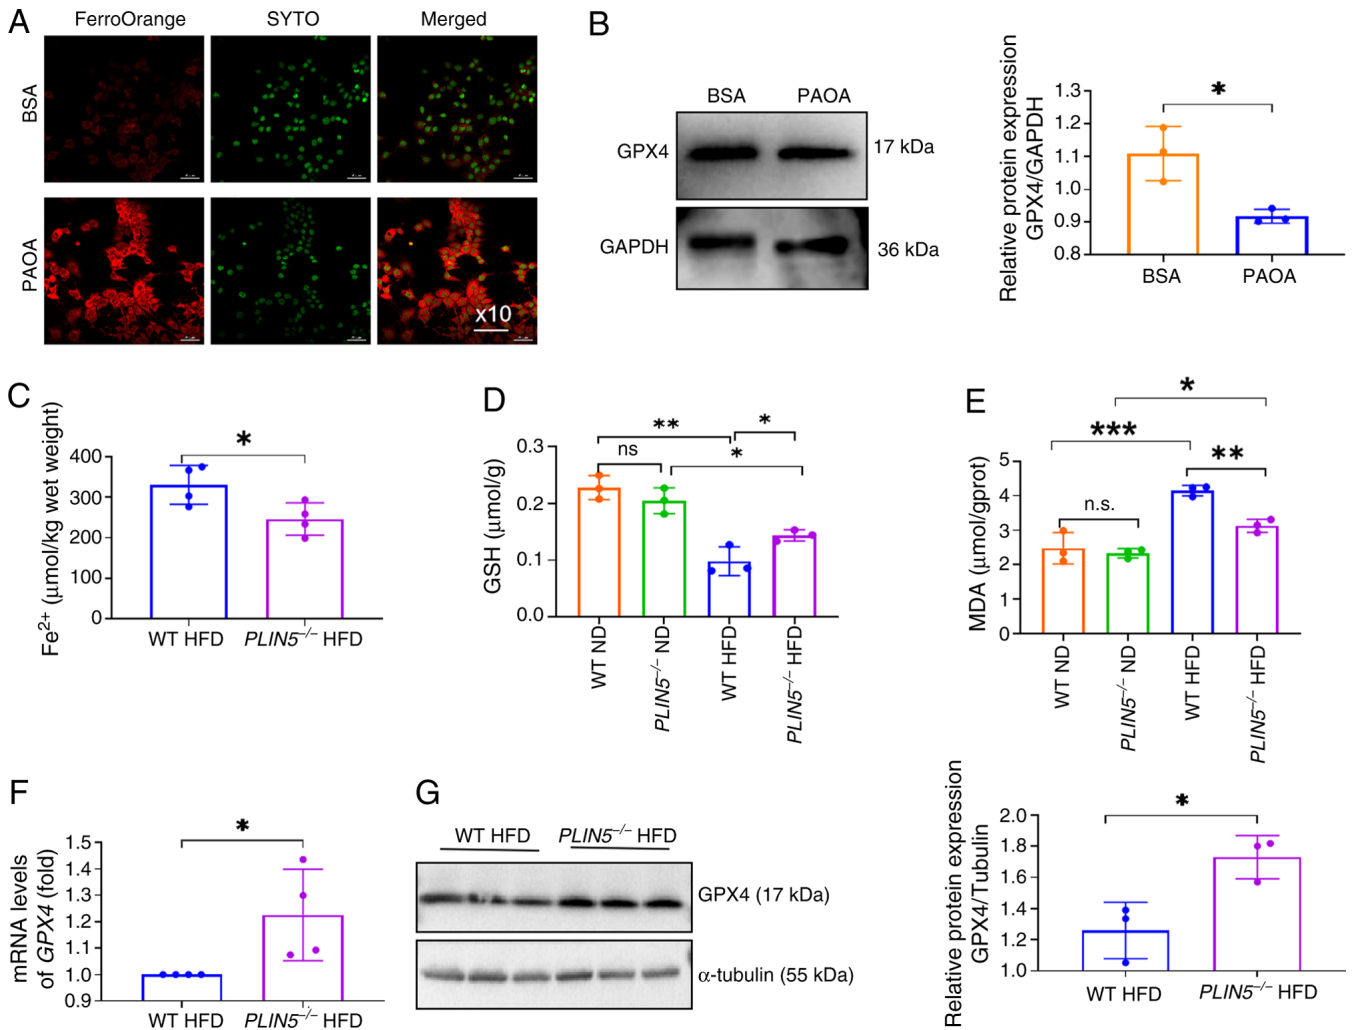 A
FerroOrange
SYTO
Merged
BSA
PAOA
x10
B
BSA
PAOA
GPX4
17 kDa
GAPDH
36 kDa
Relative protein expression
GPX4/GAPDH
1.3
1.2
1.1
1.0
0.9
0.8
*
BSA
PAOA
C
Fe2+ (μmol/kg wet weight)
400
300
200
100
0
*
WT HFD
PLIN5−/− HFD
D
GSH (μmol/g)
0.3
0.2
0.1
0.0
**
*
ns
*
WT ND
PLIN5−/− ND
WT HFD
PLIN5−/− HFD
E
MDA (μmol/gprot)
5
4
3
2
1
0
*
***
**
n.s.
WT ND
PLIN5−/− ND
WT HFD
PLIN5−/− HFD
F
mRNA levels
of GPX4 (fold)
1.5
1.4
1.3
1.2
1.1
1.0
0.9
*
WT HFD
PLIN5−/− HFD
G
WT HFD
PLIN5−/− HFD
GPX4 (17 kDa)
α-tubulin (55 kDa)
Relative protein expression
GPX4/Tubulin
2.0
1.8
1.6
1.4
1.2
1.0
*
WT HFD
PLIN5−/− HFD